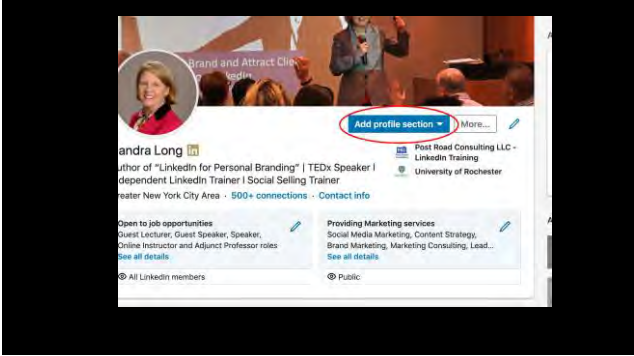 Brand and Attract Clie
Add profile section
More...
andra Long in
uthor of "LinkedIn for Personal Branding" | TEDx Speaker I
dependent LinkedIn Trainer I Social Selling
Trainer
reater New York City Area · 500+ connections · Contact info
Post Road Consulting LLC -
LinkedIn Training
University of Rochester
Open to job opportunities
Guest Lecturer, Guest Speaker, Speaker,
Online Instructor and Adjunct Professor roles
See all details
All LinkedIn members
Providing Marketing services
Social Media Marketing, Content Strategy,
Brand Marketing, Marketing Consulting, Lead...
See all details
Public